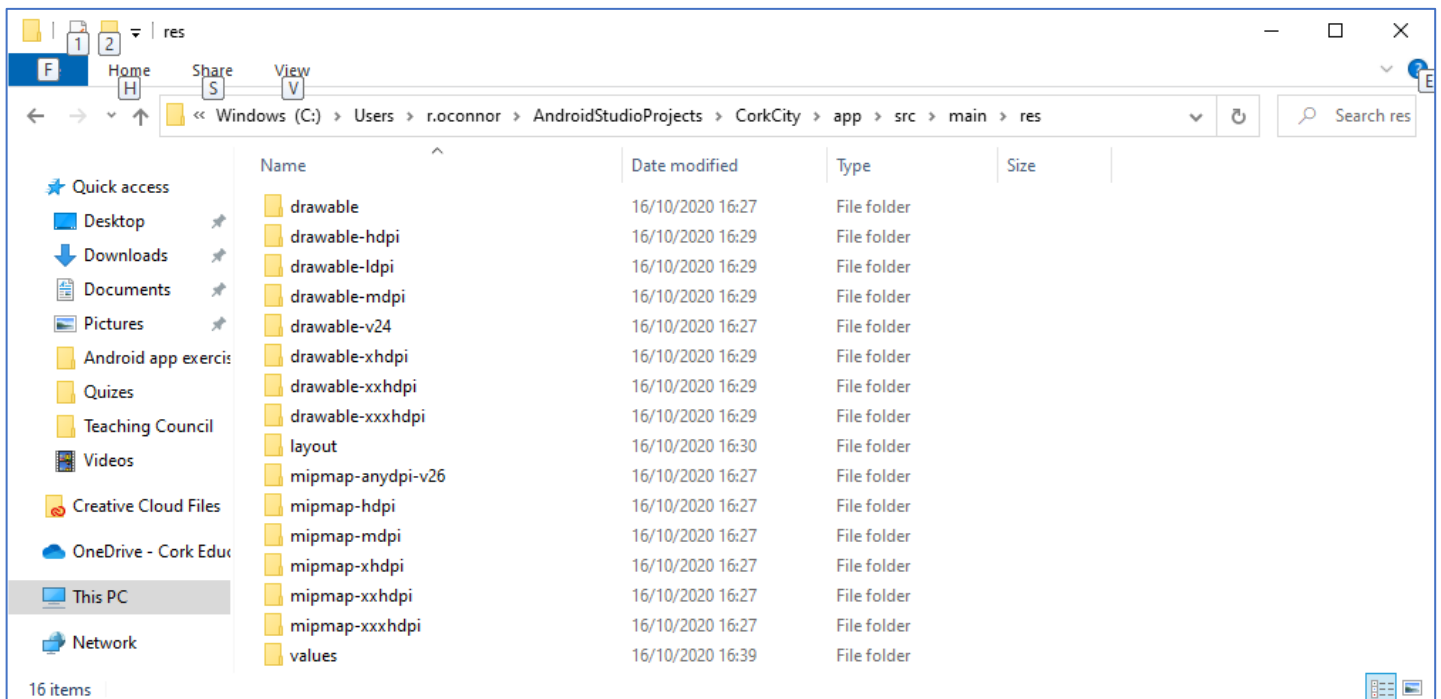 res
1
2
F
Home Share View
H S V
E
« Windows (C:) > Users > r.oconnor > AndroidStudioProjects > CorkCity > app > src > main > res
Search res
Name Date modified Type Size
Quick access
Desktop
Downloads
Documents
Pictures
Android app exercis
Quizes
Teaching Council
Videos
Creative Cloud Files
OneDrive - Cork Educ
This PC
Network
drawable 16/10/2020 16:27 File folder
drawable-hdpi 16/10/2020 16:29 File folder
drawable-ldpi 16/10/2020 16:29 File folder
drawable-mdpi 16/10/2020 16:29 File folder
drawable-v24 16/10/2020 16:27 File folder
drawable-xhdpi 16/10/2020 16:29 File folder
drawable-xxhdpi 16/10/2020 16:29 File folder
drawable-xxxhdpi 16/10/2020 16:29 File folder
layout 16/10/2020 16:30 File folder
mipmap-anydpi-v26 16/10/2020 16:27 File folder
mipmap-hdpi 16/10/2020 16:27 File folder
mipmap-mdpi 16/10/2020 16:27 File folder
mipmap-xhdpi 16/10/2020 16:27 File folder
mipmap-xxhdpi 16/10/2020 16:27 File folder
mipmap-xxxhdpi 16/10/2020 16:27 File folder
values 16/10/2020 16:39 File folder
16 items